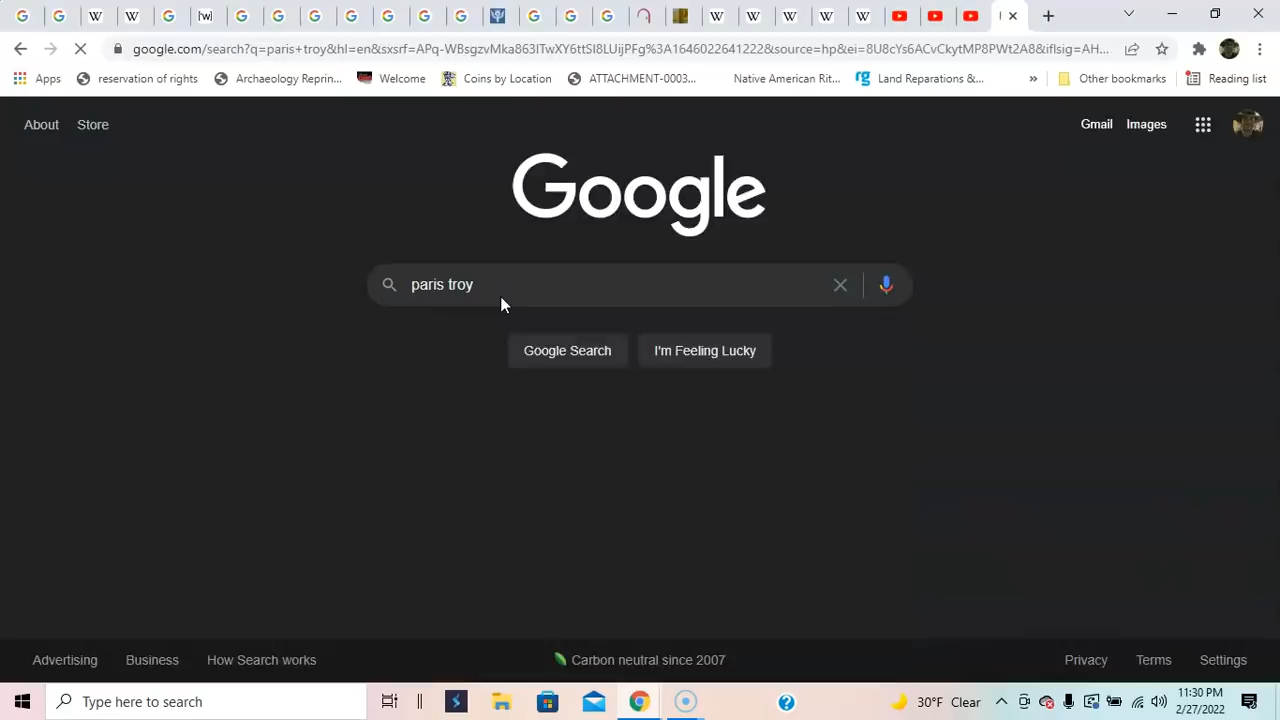 google.com/search?q=paris+troy&hl=en&sxsrf=APq-WBsgzvMka863lTwXY6ttSl8LUijPFg%3A1646022641222&source=hp&ei=8U8cYs6ACvCkytMP8PWt2A8&iflsig=AH...
Apps reservation of rights Archaeology Reprin... Welcome Coins by Location ATTACHMENT-0003... Native American Rit... Land Reparations &... » Other bookmarks Reading list
About Store Gmail Images
Google
paris troy
Google Search I'm Feeling Lucky
Advertising Business How Search works Carbon neutral since 2007 Privacy Terms Settings
Type here to search 30°F Clear 11:30 PM
2/27/2022